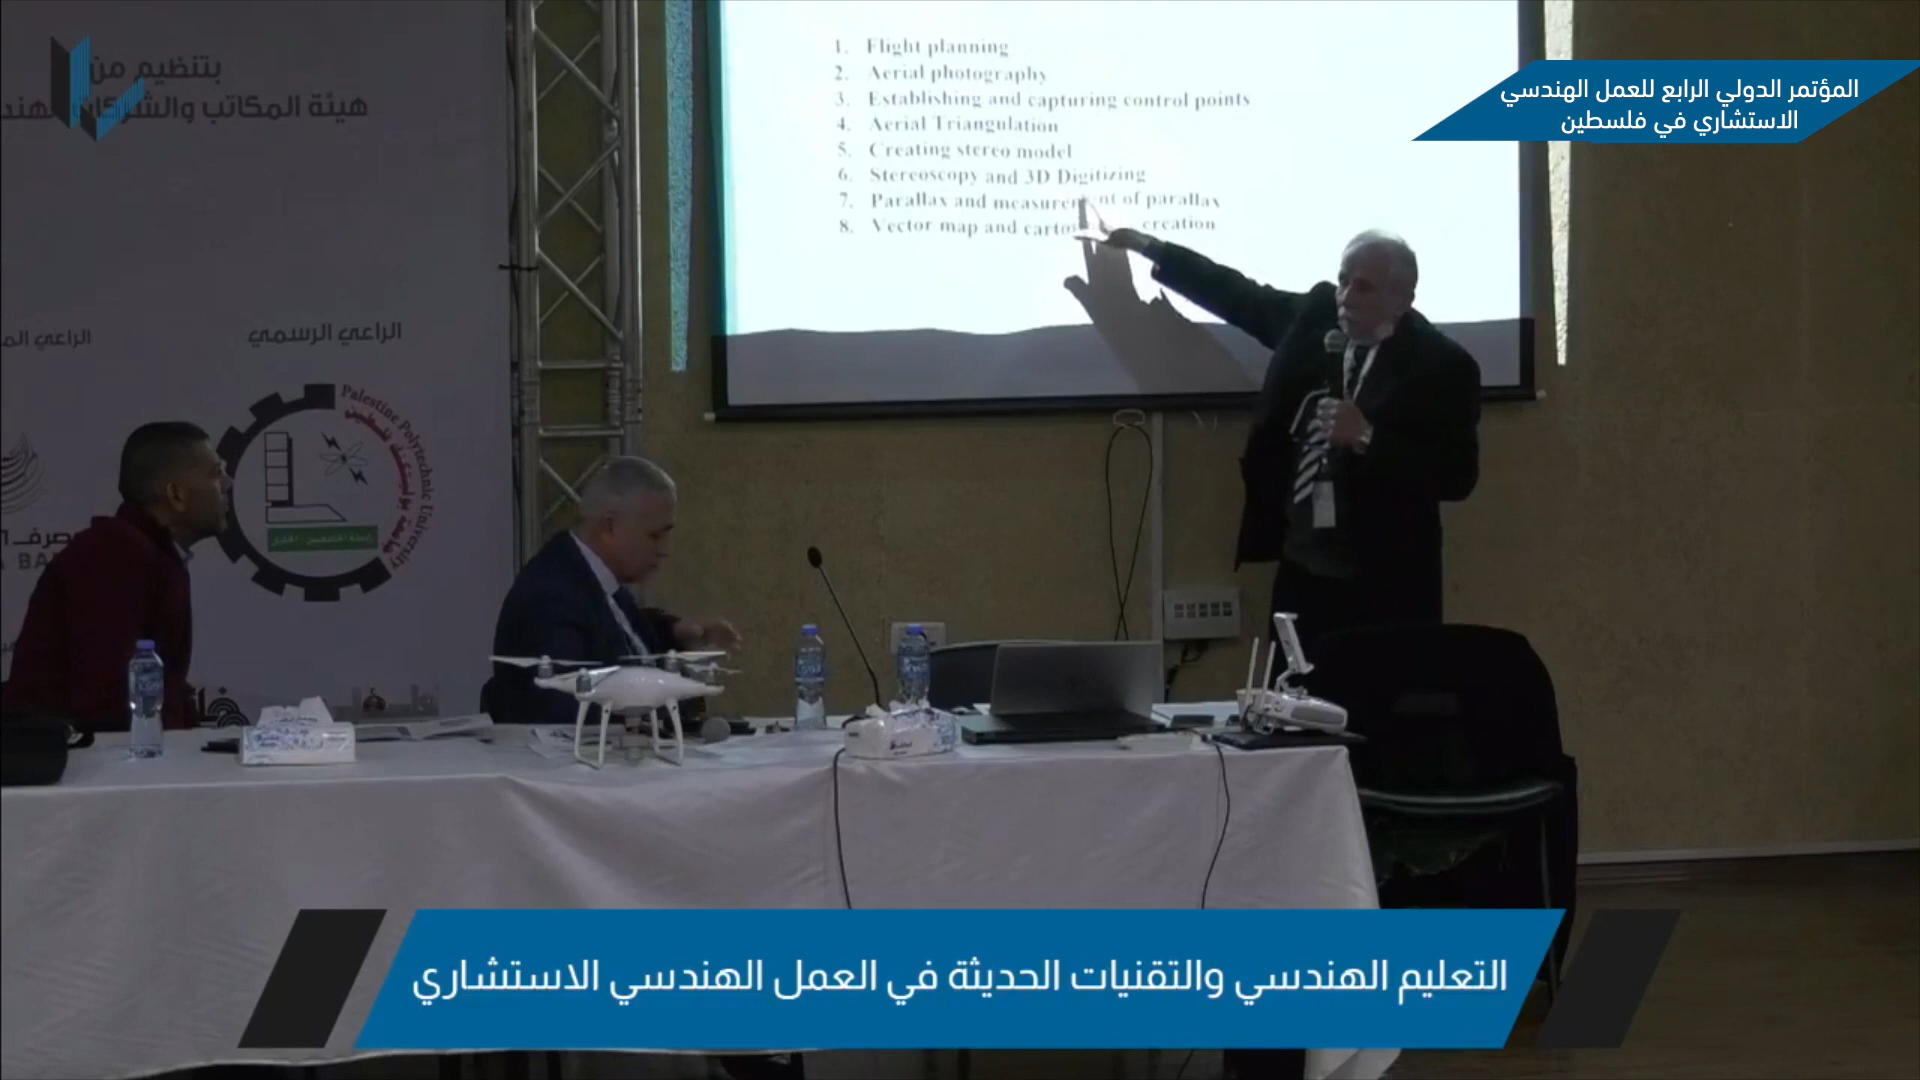 1. Flight planning
2. Aerial photography
3. Establishing and capturing control points
4. Aerial Triangulation
5. Creating stereo model
6. Stereoscopy and 3D Digitizing
7. Parallax and measurement of parallax
8. Vector map and creation
المؤتمر الدولي الرابع للعمل الهندسي
الاستشاري في فلسطين
بتنظيم من
هيئة المكاتب والشركات
الراعي الرسمي
الراعي
Palestine Polytechnic University
جامعة بوليتكنك فلسطين
التعليم الهندسي والتقنيات الحديثة في العمل الهندسي الاستشاري